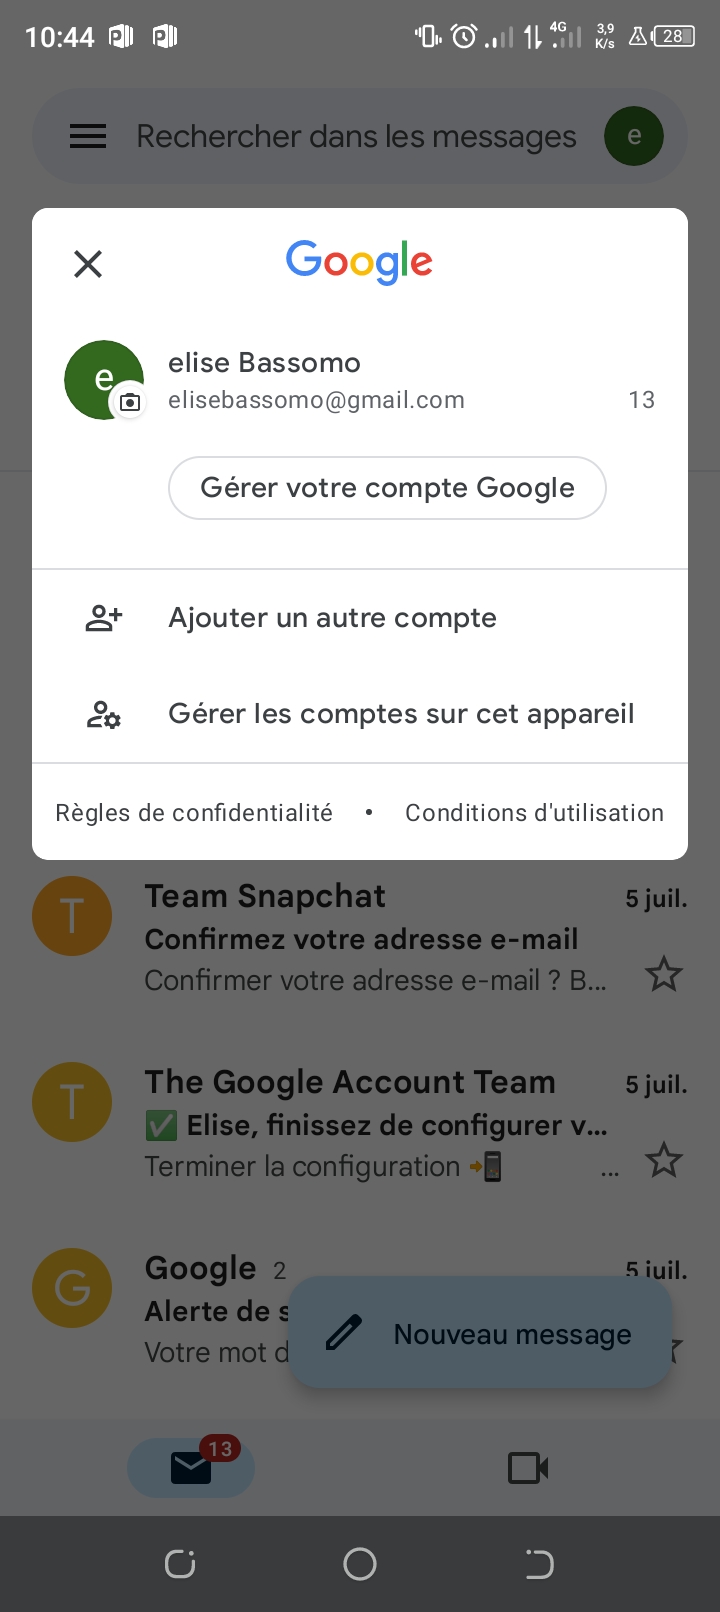 10:44
4G
3,9
K/s
28
Rechercher dans les messages
e
Google
e
elise Bassomo
elisebassomo@gmail.com
13
Gérer votre compte Google
Ajouter un autre compte
Gérer les comptes sur cet appareil
Règles de confidentialité • Conditions d'utilisation
T
Team Snapchat
5 juil.
Confirmez votre adresse e-mail
Confirmer votre adresse e-mail ? B...
T
The Google Account Team
5 juil.
✅ Elise, finissez de configurer v...
Terminer la configuration 📲 ...
G
Google 2
5 juil.
Alerte de s
Votre mot d
Nouveau message
13